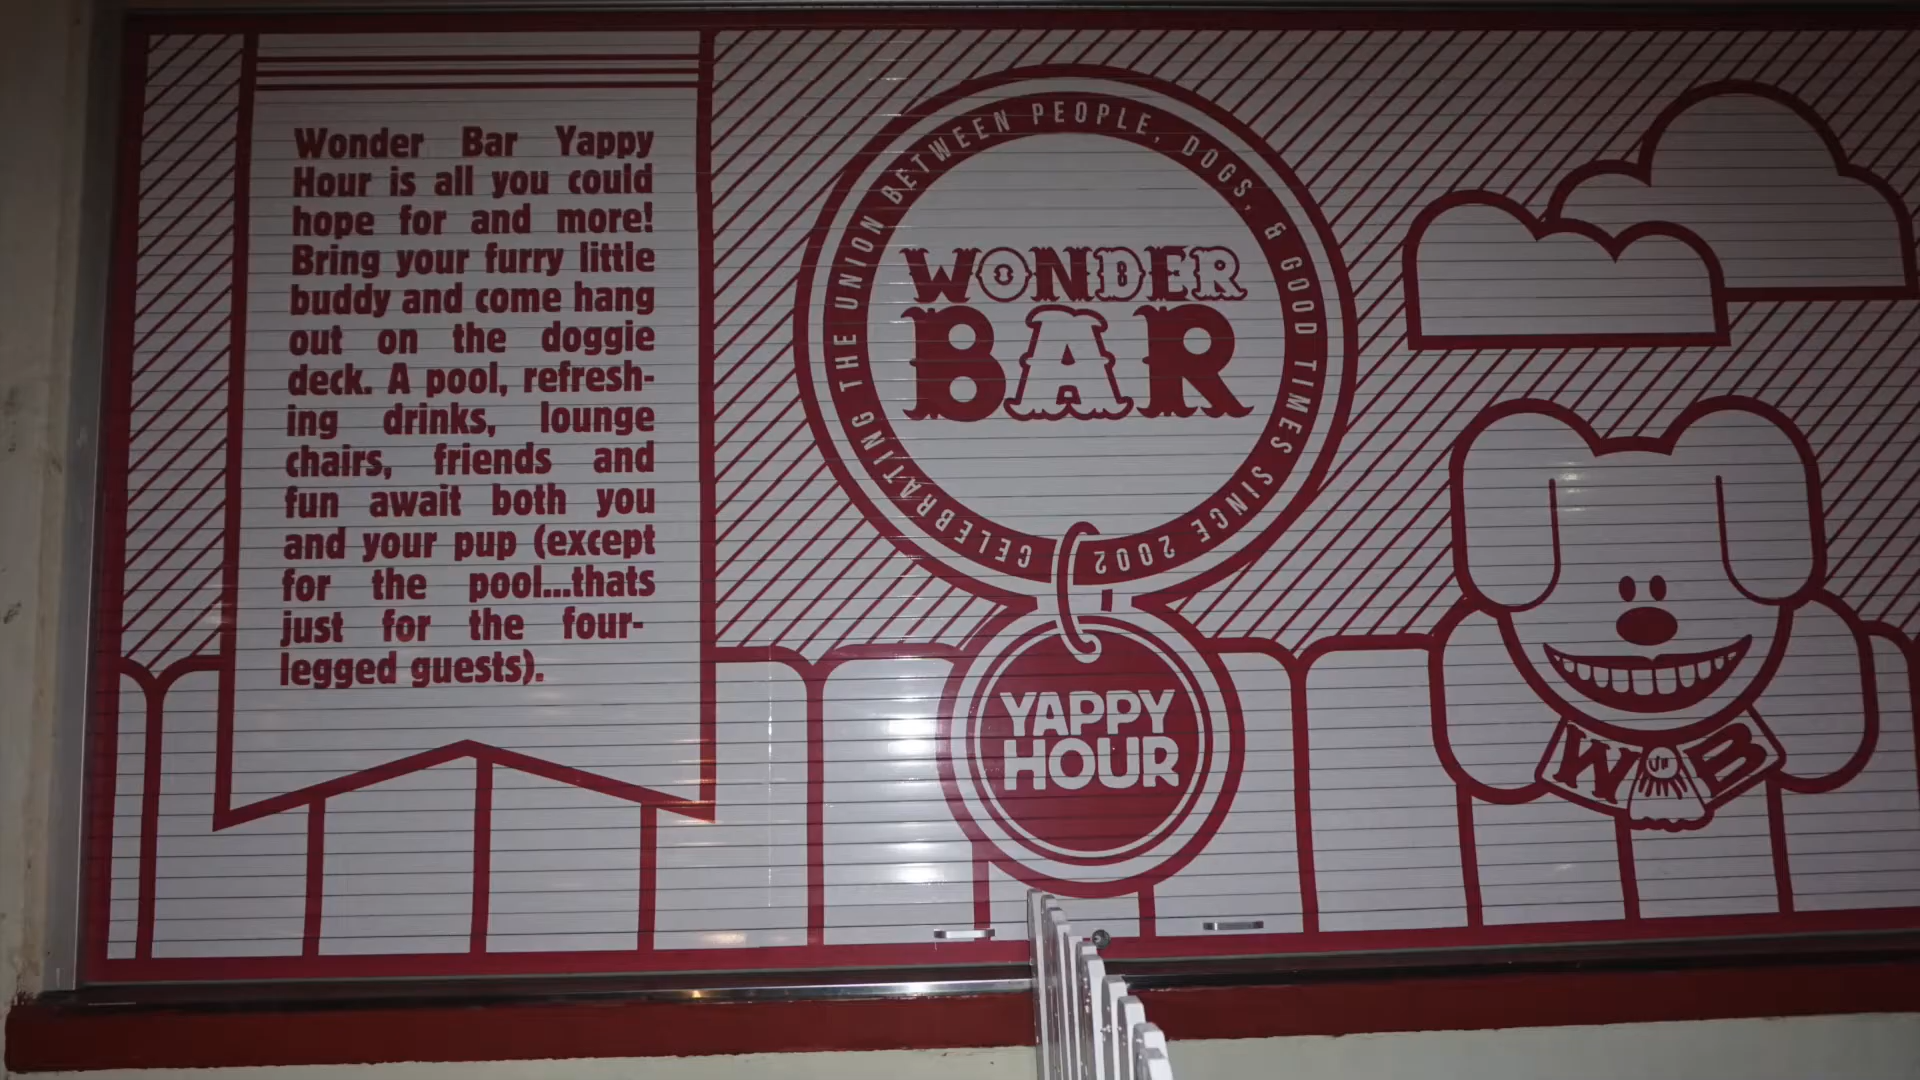 Wonder Bar Yappy
Hour is all you could
hope for and more!
Bring your furry little
buddy and come hang
out on the doggie
deck. A pool, refresh-
ing drinks, lounge
chairs, friends and
fun await both you
and your pup (except
for the pool...thats
just for the four-
legged guests).
CELEBRATING THE UNION BETWEEN PEOPLE, DOGS, & GOOD TIMES SINCE 2002
WONDER
BAR
YAPPY
HOUR
W B